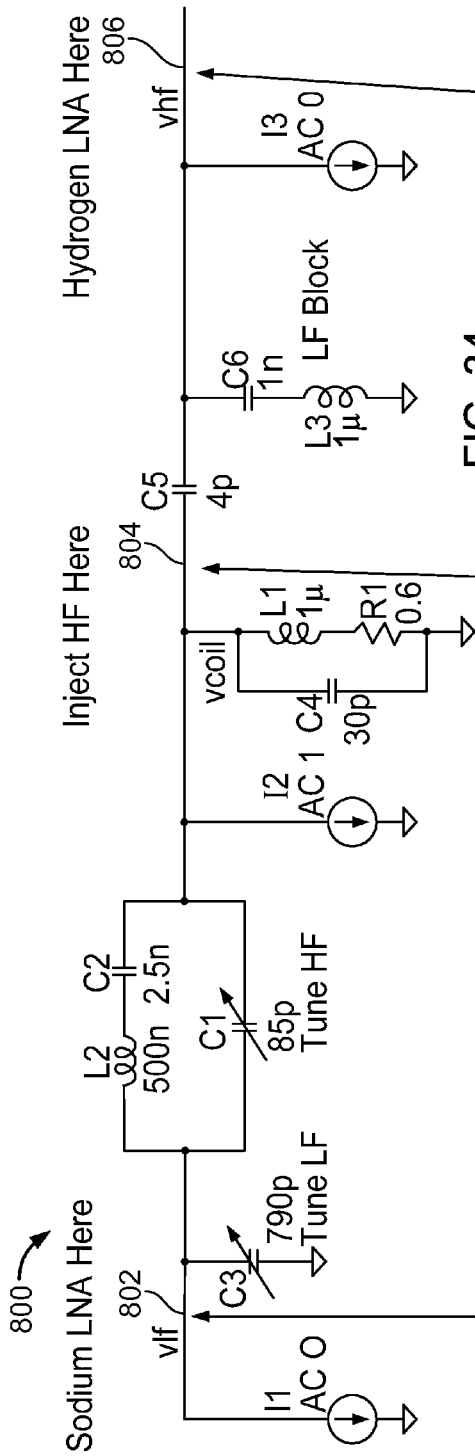 800
Sodium LNA Here
802
vlf
I1
AC O
C3
790p
Tune LF
L2
500n
C2
2.5n
C1
85p
Tune HF
I2
AC 1
Inject HF Here
804
vcoil
C4
30p
L1
1µ
R1
0.6
C5
4p
C6
1n
L3
1µ
LF Block
Hydrogen LNA Here
806
vhf
I3
AC 0